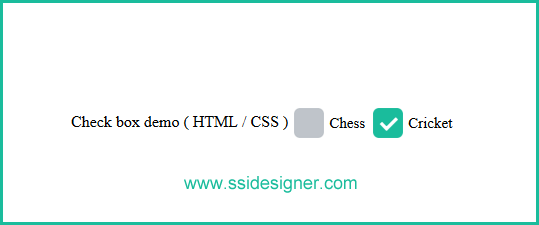 Check box demo ( HTML / CSS ) Chess Cricket
www.ssidesigner.com